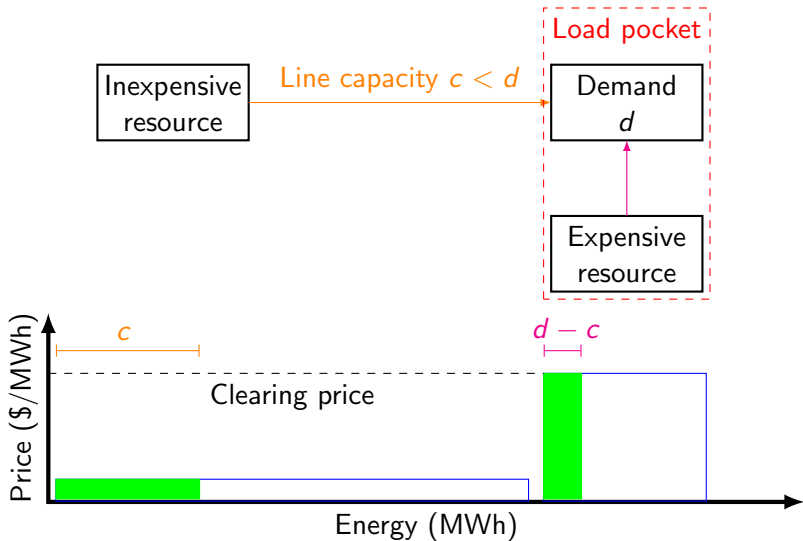 Load pocket
Inexpensive
resource
Line capacity c < d
Demand
d
Expensive
resource
c
d − c
Clearing price
Price ($/MWh)
Energy (MWh)